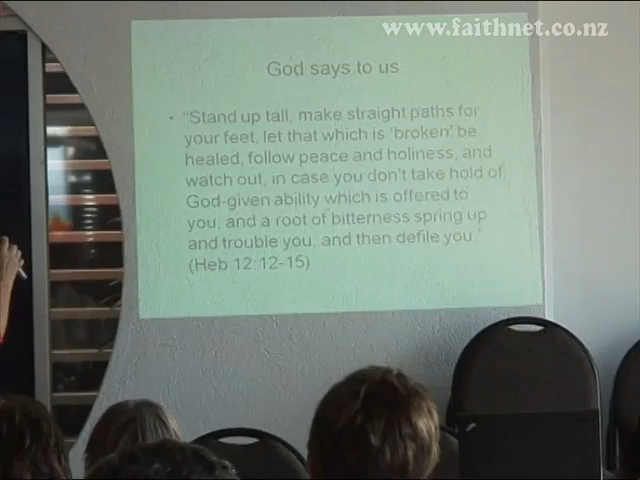 www.faithnet.co.nz
God says to us
• "Stand up tall, make straight paths for
your feet, let that which is 'broken' be
healed, follow peace and holiness, and
watch out, in case you don't take hold of
God-given ability which is offered to
you, and a root of bitterness spring up
and trouble you, and then defile you."
(Heb 12:12-15)